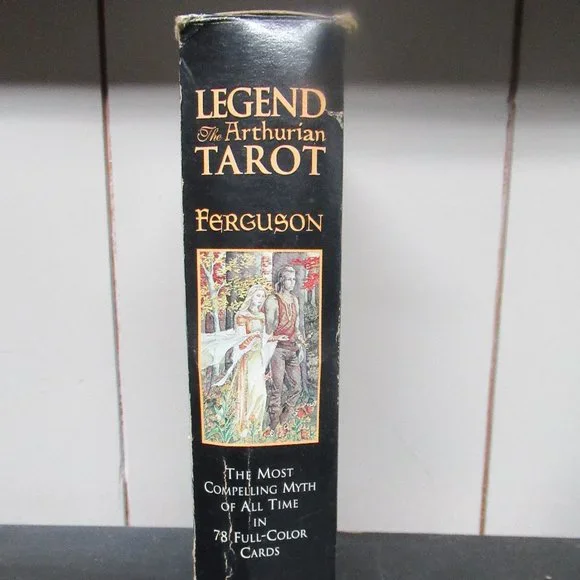 LEGEND
The Arthurian
TAROT
FERGUSON
THE MOST
COMPELLING MYTH
OF ALL TIME
IN
78 FULL-COLOR
CARDS